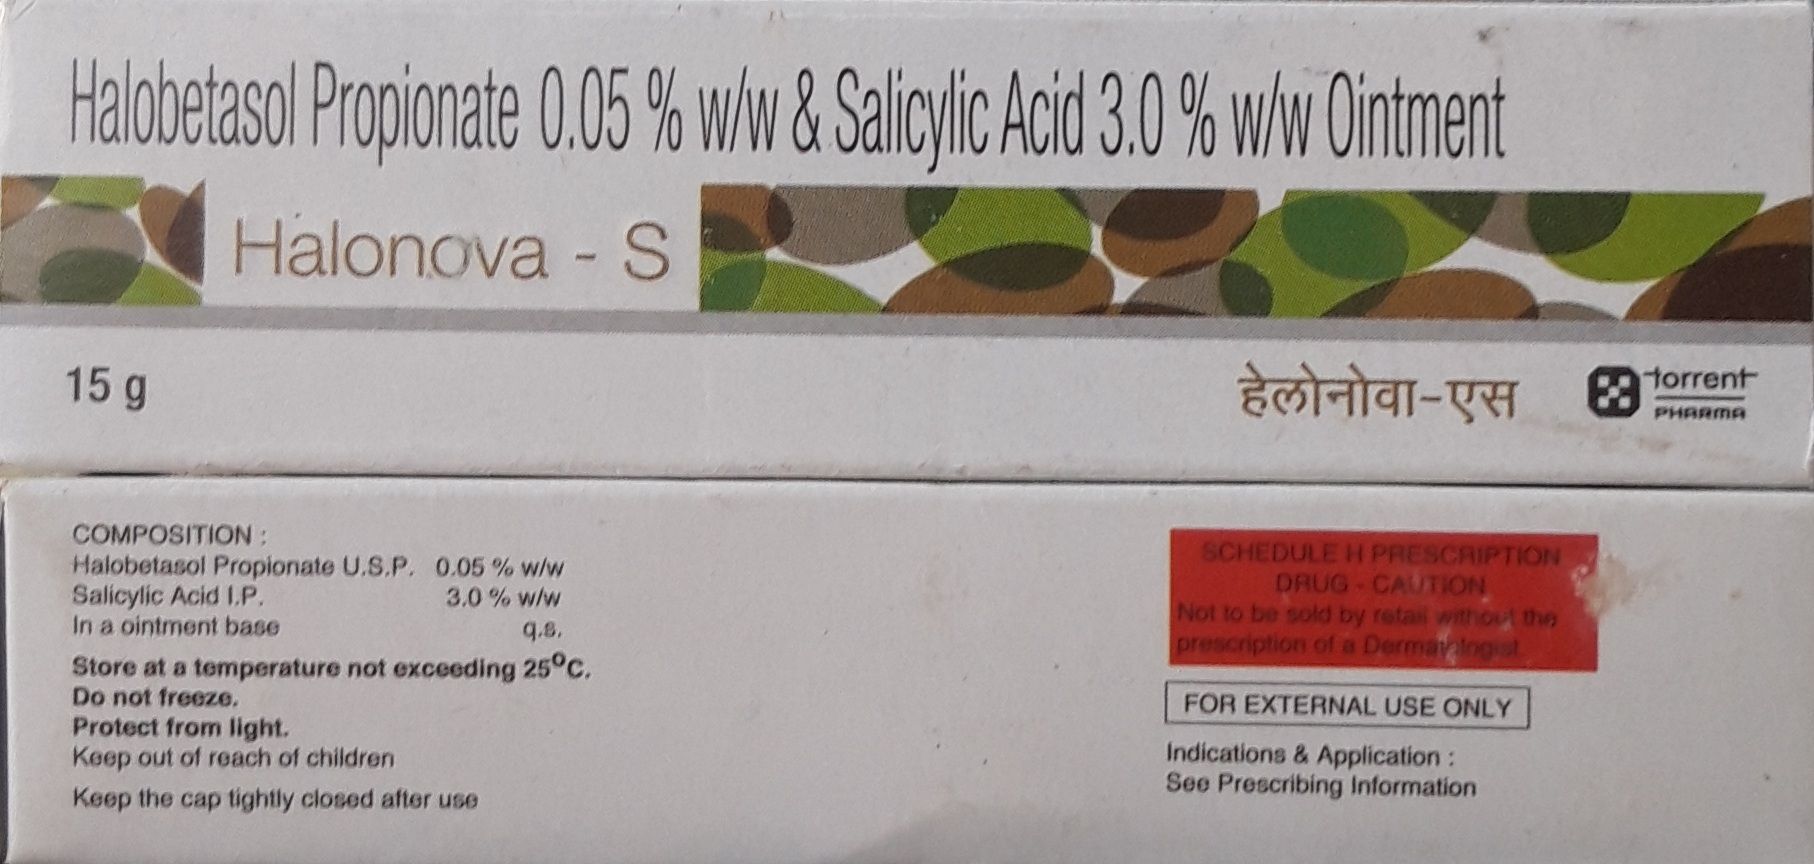 Halobetasol Propionate 0.05 % w/w & Salicylic Acid 3.0 % w/w Ointment
Halonova - S
15 g
हेलोनोवा-एस
torrent
PHARMA
COMPOSITION :
Halobetasol Propionate U.S.P. 0.05 % w/w
Salicylic Acid I.P. 3.0 % w/w
In a ointment base q.s.
Store at a temperature not exceeding 25°C.
Do not freeze.
Protect from light.
Keep out of reach of children
Keep the cap tightly closed after use
SCHEDULE H PRESCRIPTION
DRUG - CAUTION
Not to be sold by retail without the
prescription of a Dermatologist.
FOR EXTERNAL USE ONLY
Indications & Application :
See Prescribing Information